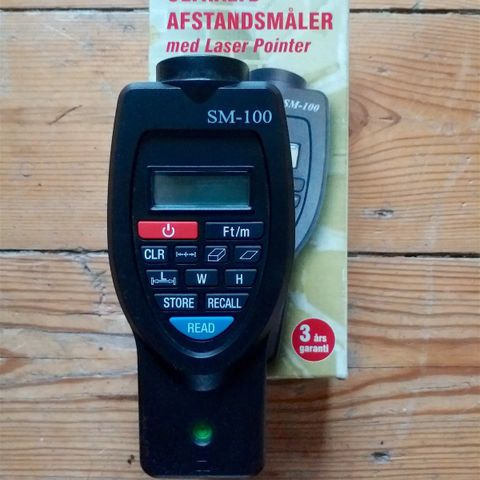 AFSTANDSMÅLER
med Laser Pointer
SM-100
SM-100
Ft/m
CLR
L
W
H
STORE
RECALL
READ
3 års
garanti